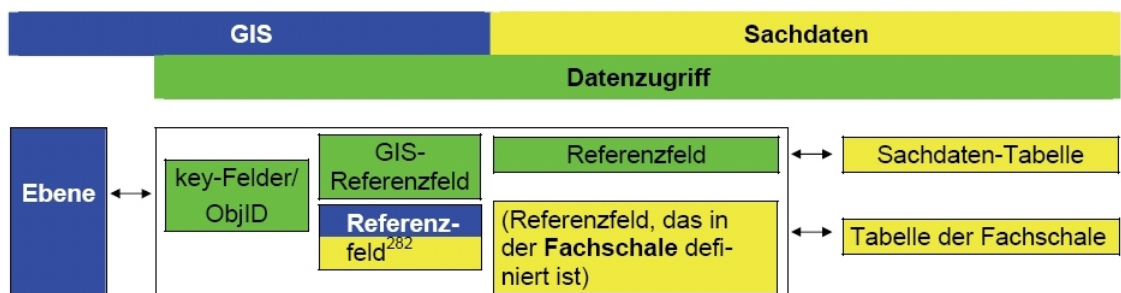 GIS
Sachdaten
Datenzugriff
Ebene
key-Felder/
ObjID
GIS-
Referenzfeld
Referenz-
feld282
Referenzfeld
(Referenzfeld, das in
der Fachschale defi-
niert ist)
Sachdaten-Tabelle
Tabelle der Fachschale